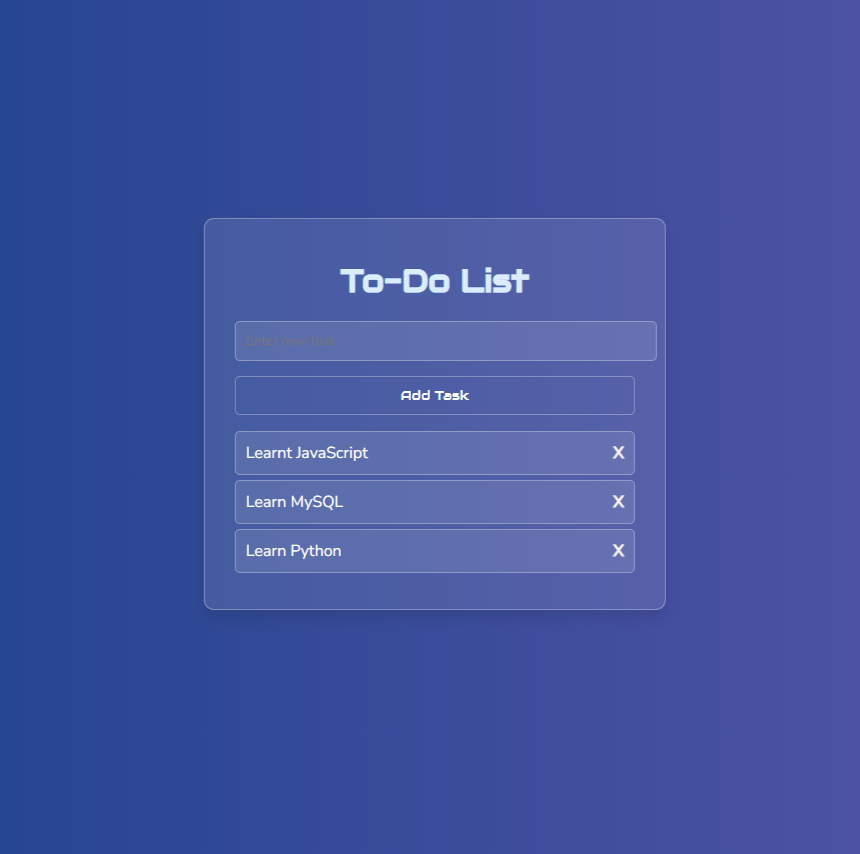 To-Do List
Enter new task
Add Task
Learnt JavaScript X
Learn MySQL X
Learn Python X